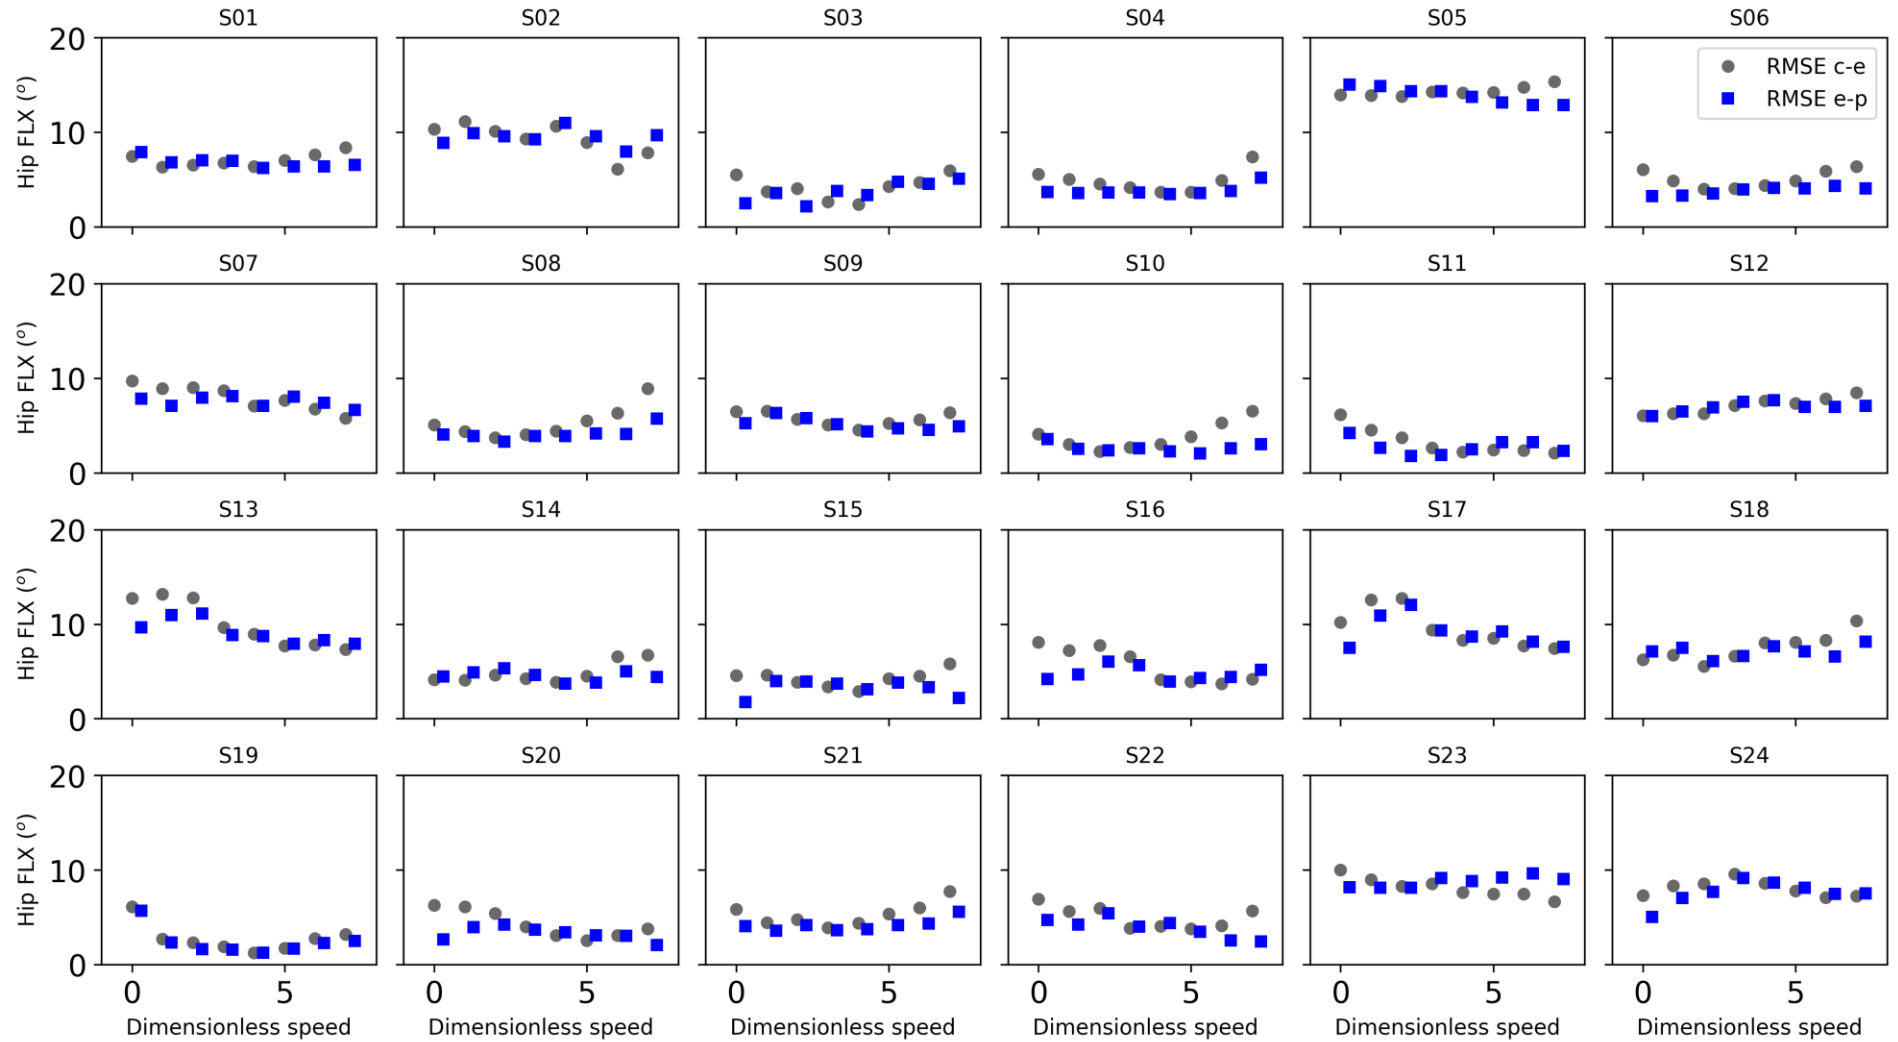 S01 S02 S03 S04 S05 S06
20
10
0
Hip FLX (º)
RMSE c-e
RMSE e-p
S07 S08 S09 S10 S11 S12
20
10
0
Hip FLX (º)
S13 S14 S15 S16 S17 S18
20
10
0
Hip FLX (º)
S19 S20 S21 S22 S23 S24
20
10
0
Hip FLX (º)
0 5 0 5 0 5 0 5 0 5 0 5
Dimensionless speed Dimensionless speed Dimensionless speed Dimensionless speed Dimensionless speed Dimensionless speed